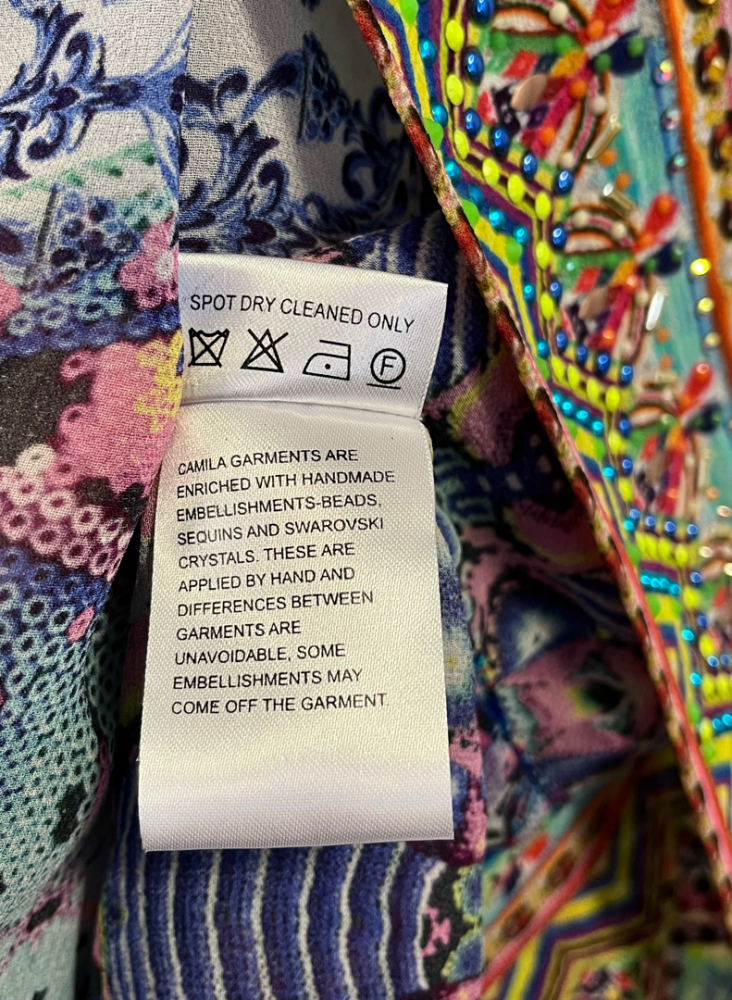 SPOT DRY CLEANED ONLY
F
CAMILA GARMENTS ARE
ENRICHED WITH HANDMADE
EMBELLISHMENTS-BEADS,
SEQUINS AND SWAROVSKI
CRYSTALS. THESE ARE
APPLIED BY HAND AND
DIFFERENCES BETWEEN
GARMENTS ARE
UNAVOIDABLE, SOME
EMBELLISHMENTS MAY
COME OFF THE GARMENT.